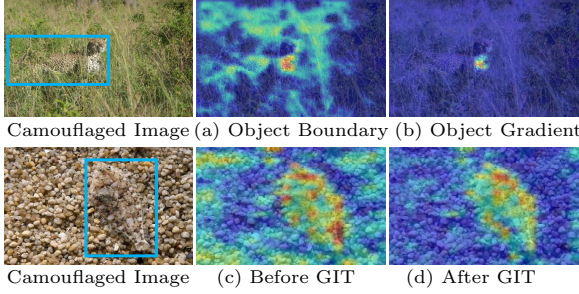 Camouflaged Image (a) Object Boundary (b) Object Gradient
Camouflaged Image (c) Before GIT (d) After GIT